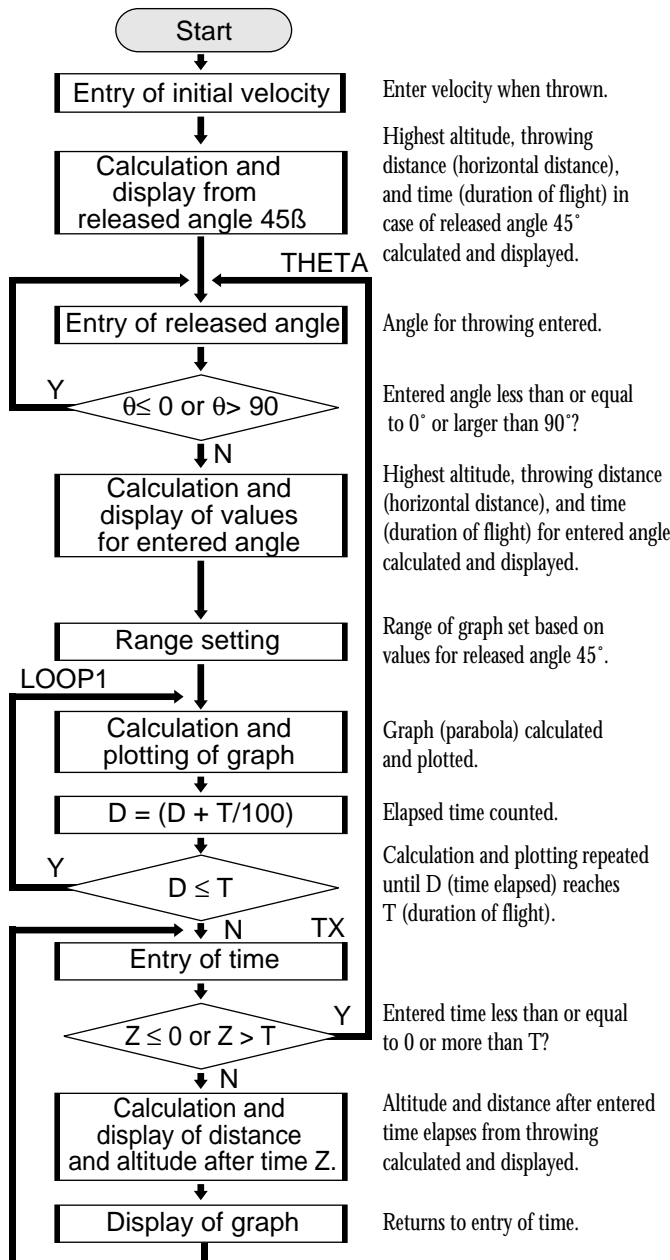 Start
Entry of initial velocity
Enter velocity when thrown.
Calculation and
display from
released angle 45ß
Highest altitude, throwing
distance (horizontal distance),
and time (duration of flight) in
case of released angle 45˚
calculated and displayed.
THETA
Entry of released angle
Angle for throwing entered.
Y
θ≤ 0 or θ> 90
Entered angle less than or equal
to 0˚ or larger than 90˚?
N
Calculation and
display of values
for entered angle
Highest altitude, throwing distance
(horizontal distance), and time
(duration of flight) for entered angle
calculated and displayed.
Range setting
Range of graph set based on
values for released angle 45˚.
LOOP1
Calculation and
plotting of graph
Graph (parabola) calculated
and plotted.
D = (D + T/100)
Elapsed time counted.
Y
D ≤ T
Calculation and plotting repeated
until D (time elapsed) reaches
T (duration of flight).
N
TX
Entry of time
Z ≤ 0 or Z > T
Y
Entered time less than or equal
to 0 or more than T?
N
Calculation and
display of distance
and altitude after time Z.
Altitude and distance after entered
time elapses from throwing
calculated and displayed.
Display of graph
Returns to entry of time.